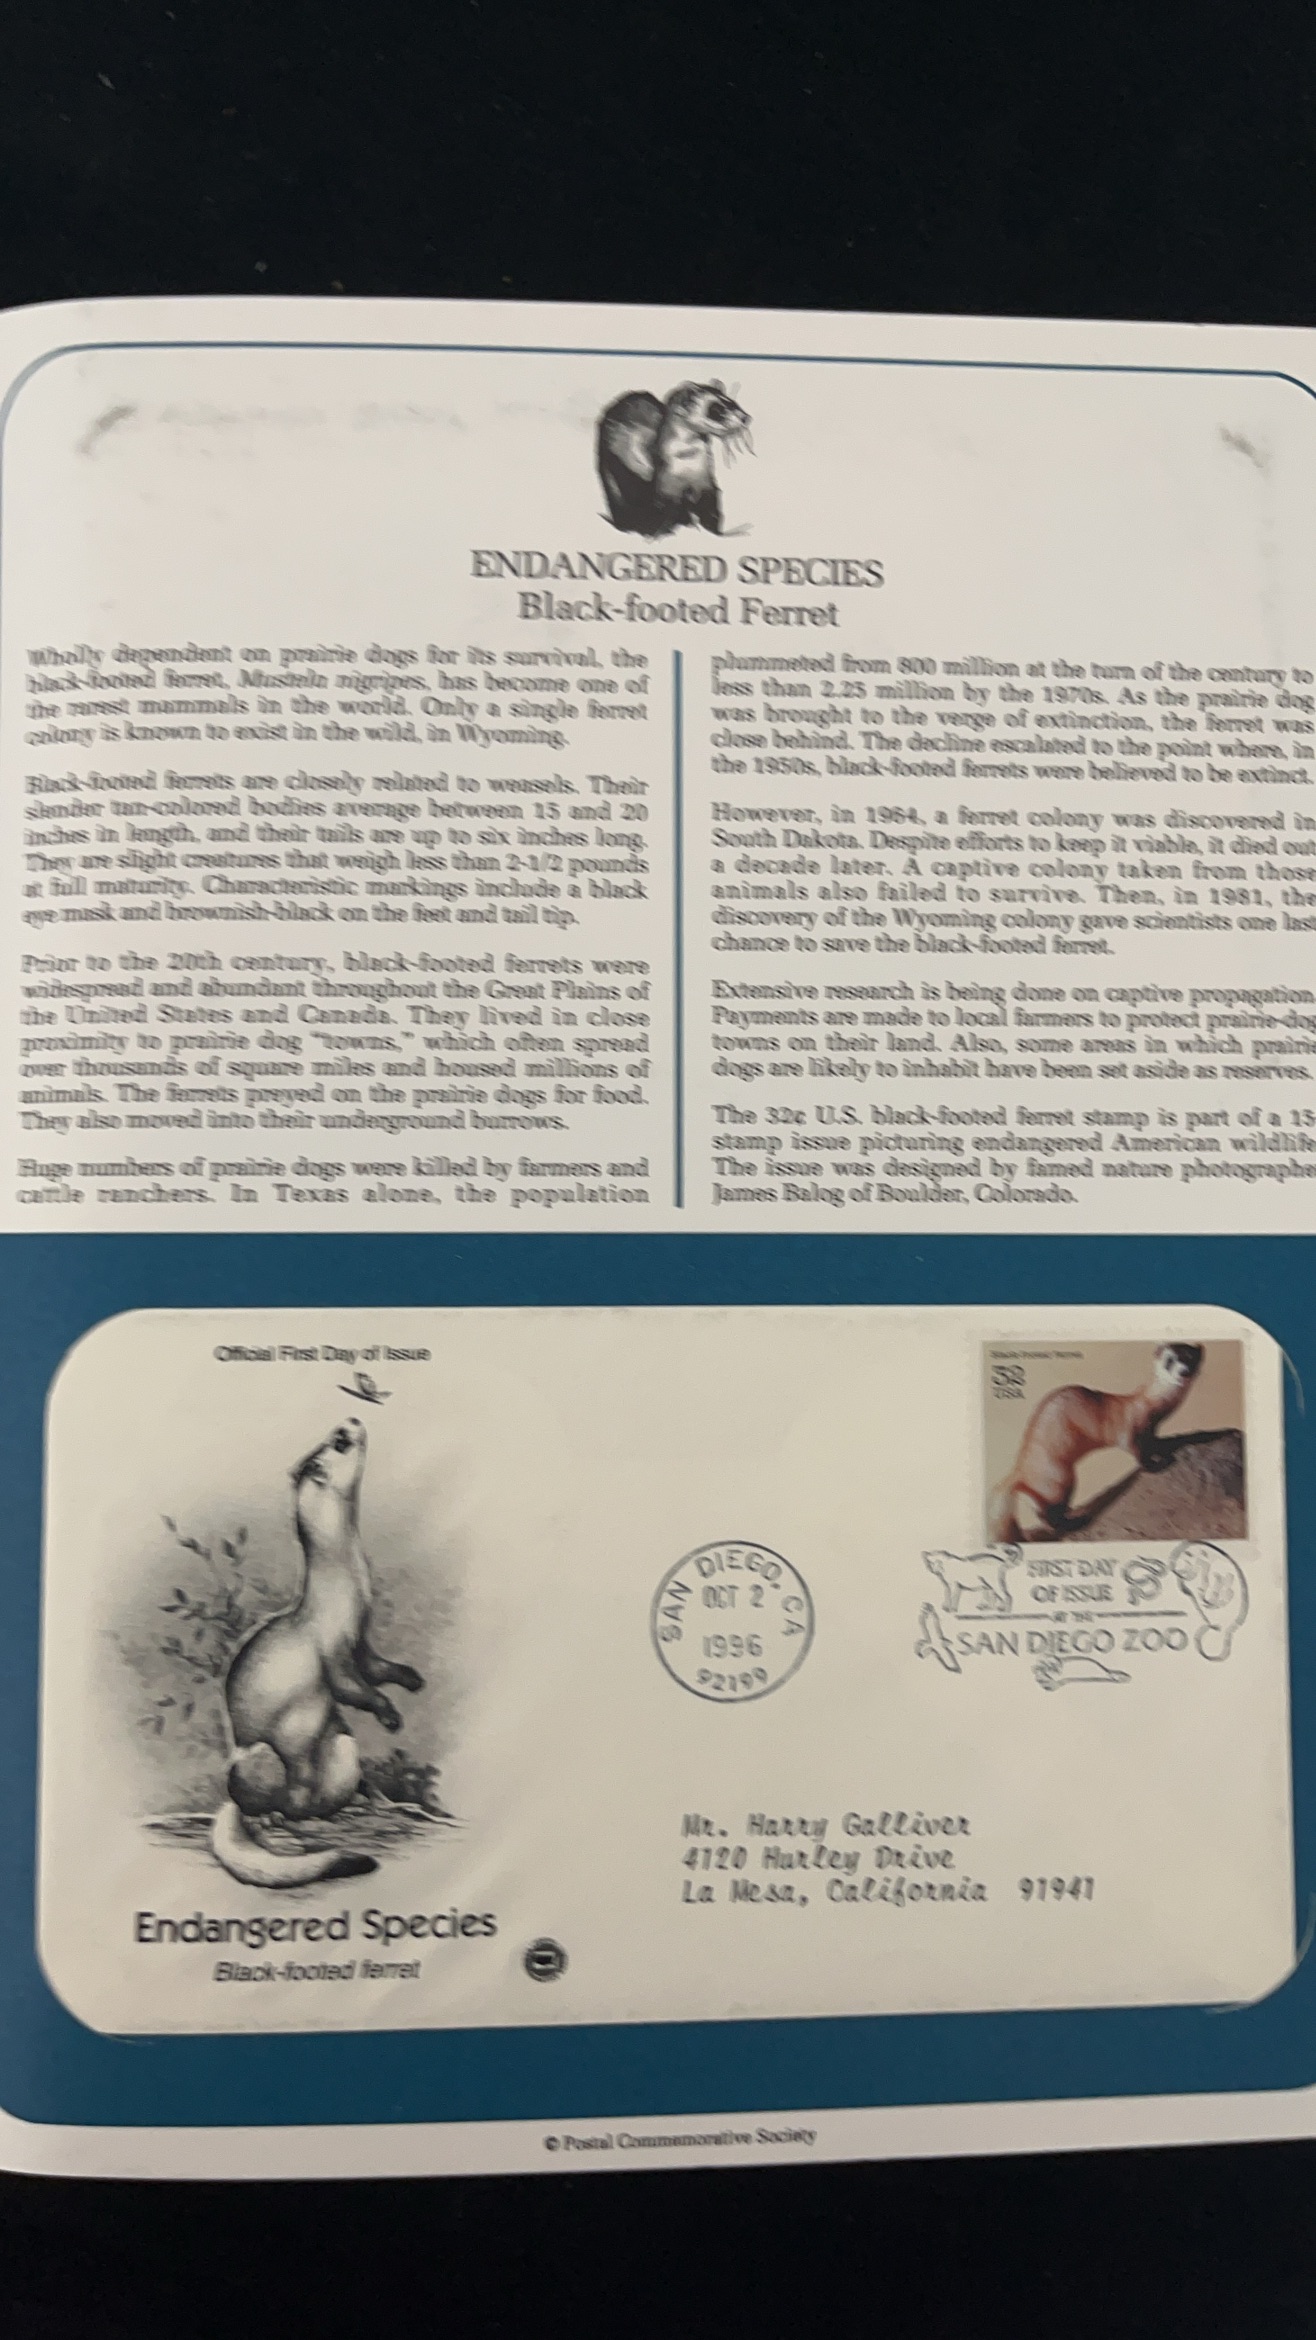 ENDANGERED SPECIES
Black-footed Ferret
Wholly dependent on prairie dogs for its survival, the
black-footed ferret, Mustela nigripes, has become one of
the rarest mammals in the world. Only a single ferret
colony is known to exist in the wild, in Wyoming.
Black-footed ferrets are closely related to weasels. Their
slender tan-colored bodies average between 15 and 20
inches in length, and their tails are up to six inches long.
They are slight creatures that weigh less than 2-1/2 pounds
at full maturity. Characteristic markings include a black
eye mask and brownish-black on the feet and tail tip.
Prior to the 20th century, black-footed ferrets were
widespread and abundant throughout the Great Plains of
the United States and Canada. They lived in close
proximity to prairie dog "towns," which often spread
over thousands of square miles and housed millions of
animals. The ferrets preyed on the prairie dogs for food.
They also moved into their underground burrows.
Huge numbers of prairie dogs were killed by farmers and
cattle ranchers. In Texas alone, the population
plummeted from 800 million at the turn of the century to
less than 2.25 million by the 1970s. As the prairie dog
was brought to the verge of extinction, the ferret was
close behind. The decline escalated to the point where, in
the 1950s, black-footed ferrets were believed to be extinct.
However, in 1964, a ferret colony was discovered in
South Dakota. Despite efforts to keep it viable, it died out
a decade later. A captive colony taken from those
animals also failed to survive. Then, in 1981, the
discovery of the Wyoming colony gave scientists one last
chance to save the black-footed ferret.
Extensive research is being done on captive propagation.
Payments are made to local farmers to protect prairie-dog
towns on their land. Also, some areas in which prairie
dogs are likely to inhabit have been set aside as reserves.
The 32¢ U.S. black-footed ferret stamp is part of a 15
stamp issue picturing endangered American wildlife
The issue was designed by famed nature photographe
James Balog of Boulder, Colorado.
Official First Day of Issue
Black-footed ferret
32
USA
SAN DIEGO, CA
OCT 2
1996
92199
FIRST DAY
OF ISSUE
AT THE
SAN DIEGO ZOO
Mr. Harry Galliver
4120 Hurley Drive
La Mesa, California 91941
Endangered Species
Black-footed ferret
© Postal Commemorative Society